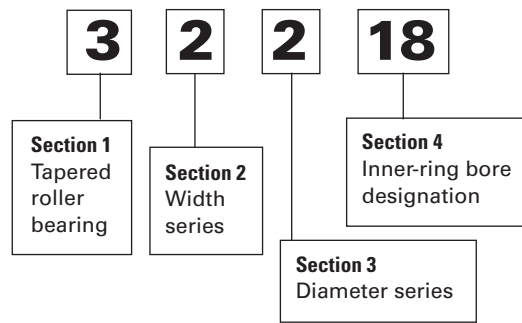 3 2 2 18
Section 1
Tapered
roller
bearing
Section 2
Width
series
Section 3
Diameter series
Section 4
Inner-ring bore
designation